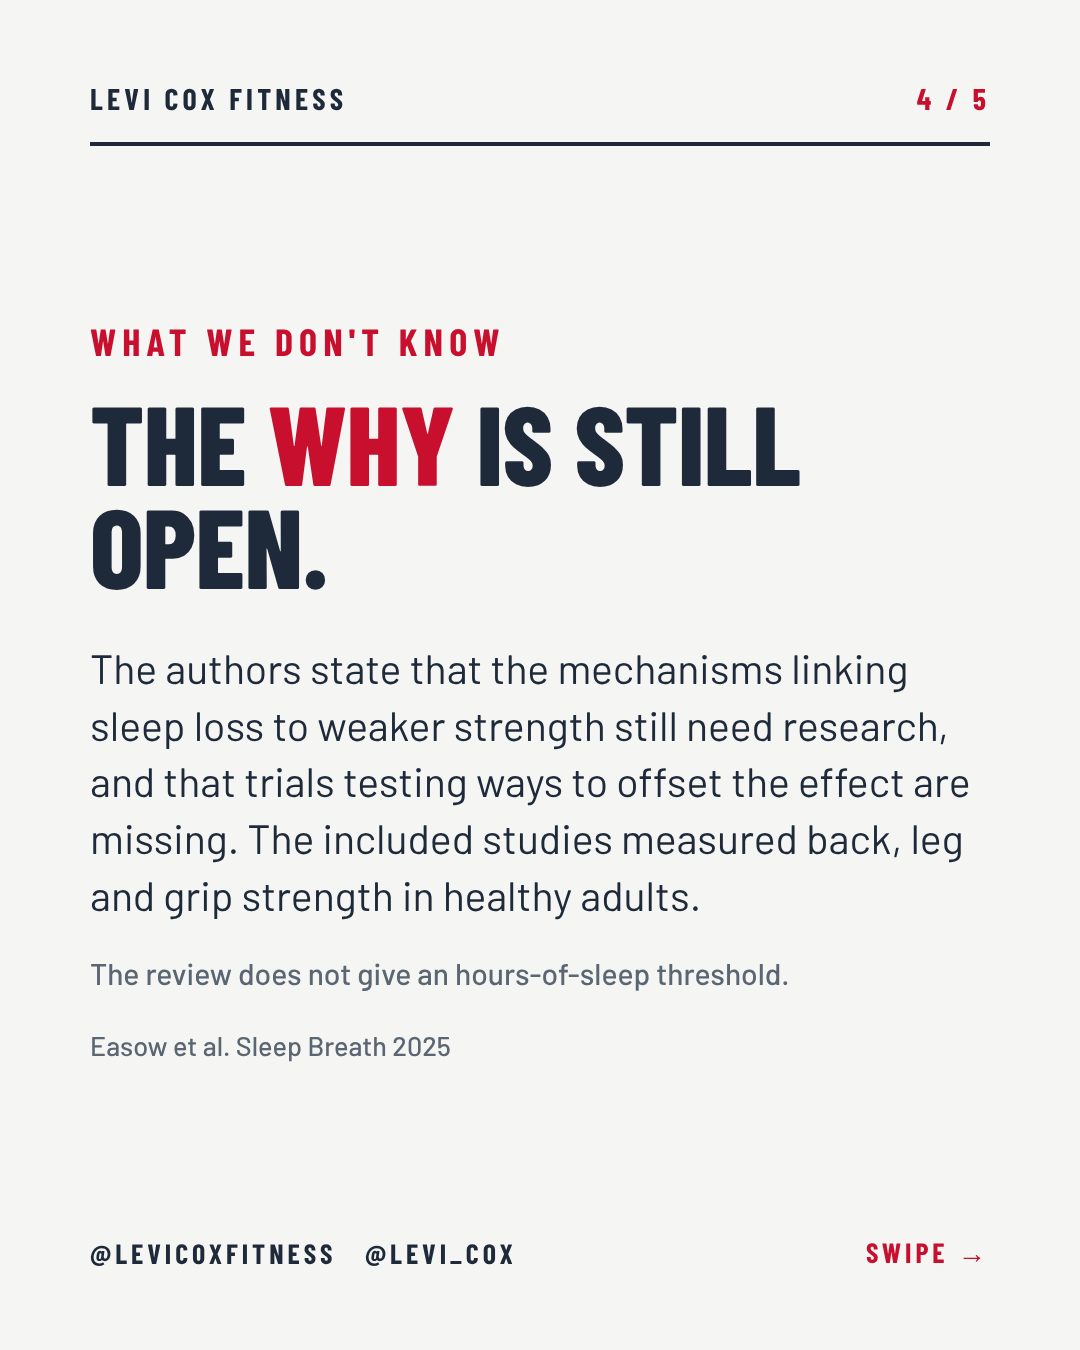 LEVI COX FITNESS
4 / 5
WHAT WE DON'T KNOW
THE WHY IS STILL
OPEN.
The authors state that the mechanisms linking
sleep loss to weaker strength still need research,
and that trials testing ways to offset the effect are
missing. The included studies measured back, leg
and grip strength in healthy adults.
The review does not give an hours-of-sleep threshold.
Easow et al. Sleep Breath 2025
@LEVICOXFITNESS @LEVI_COX
SWIPE →